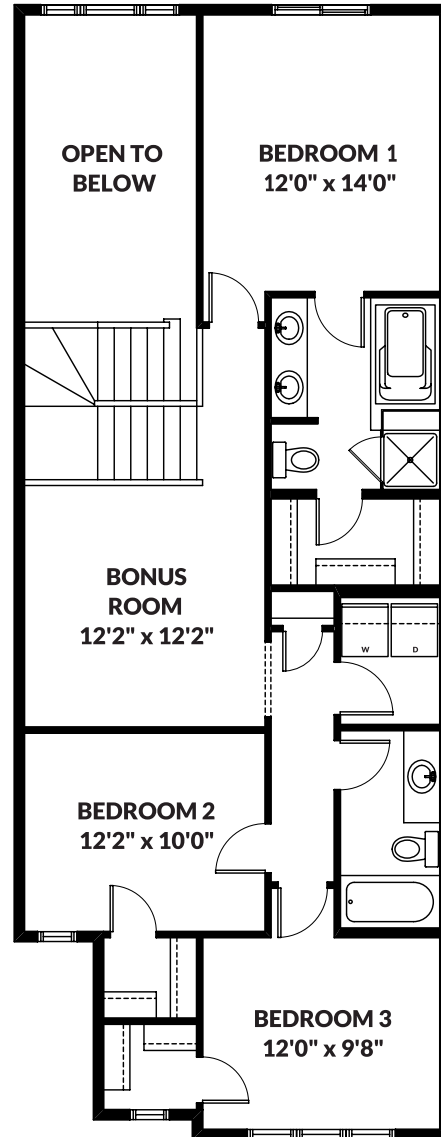 OPEN TO
BELOW
BEDROOM 1
12'0" x 14'0"
BONUS
ROOM
12'2" x 12'2"
W
D
BEDROOM 2
12'2" x 10'0"
BEDROOM 3
12'0" x 9'8"